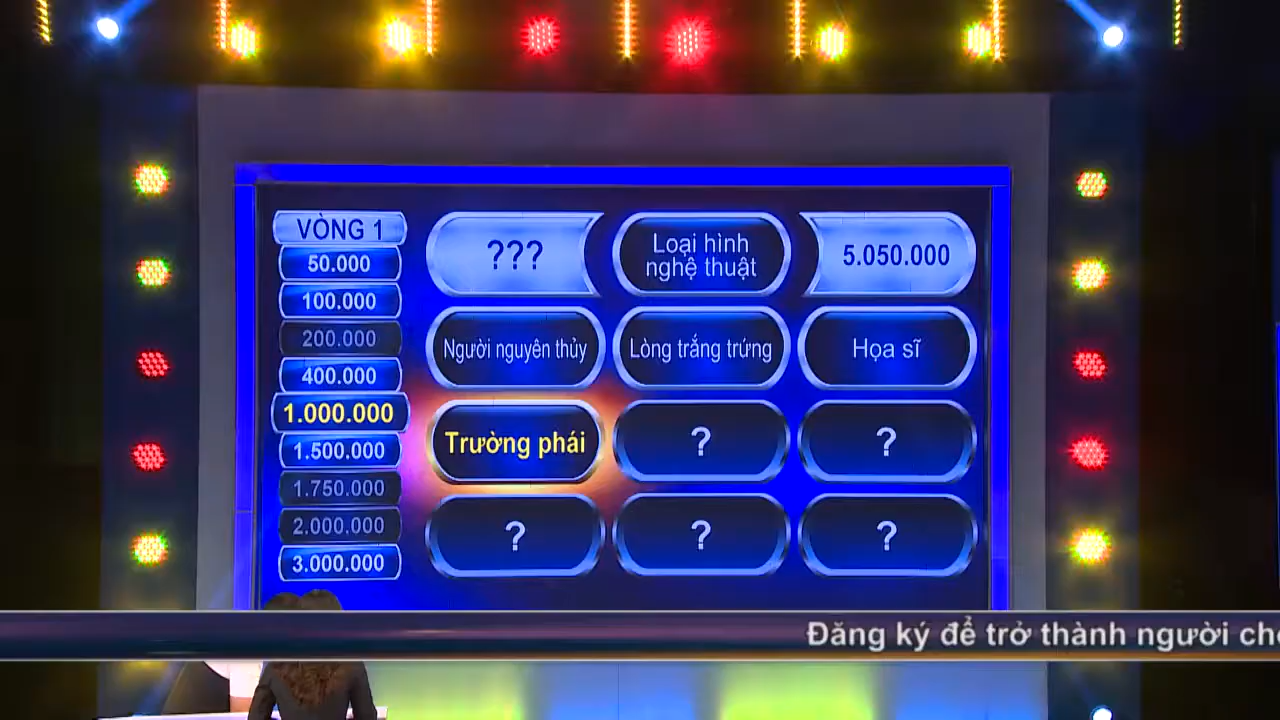 VÒNG 1
50.000
100.000
200.000
400.000
1.000.000
1.500.000
1.750.000
2.000.000
3.000.000
???
Loại hình
nghệ thuật
5.050.000
Người nguyên thủy
Lòng trắng trứng
Họa sĩ
Trường phái
?
?
?
?
?
Đăng ký để trở thành người chơ